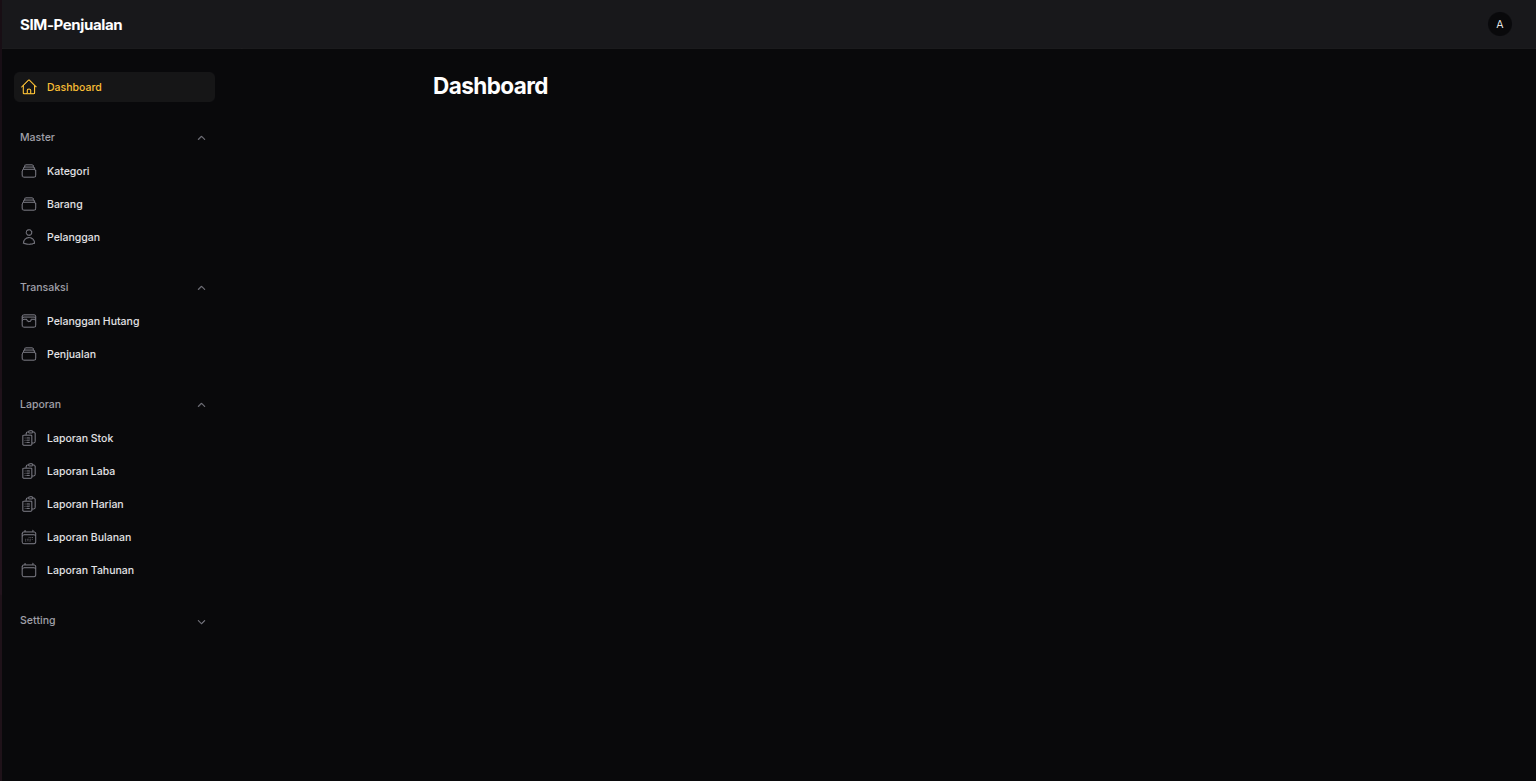 SIM-Penjualan
A
Dashboard
Dashboard
Master
Kategori
Barang
Pelanggan
Transaksi
Pelanggan Hutang
Penjualan
Laporan
Laporan Stok
Laporan Laba
Laporan Harian
Laporan Bulanan
Laporan Tahunan
Setting